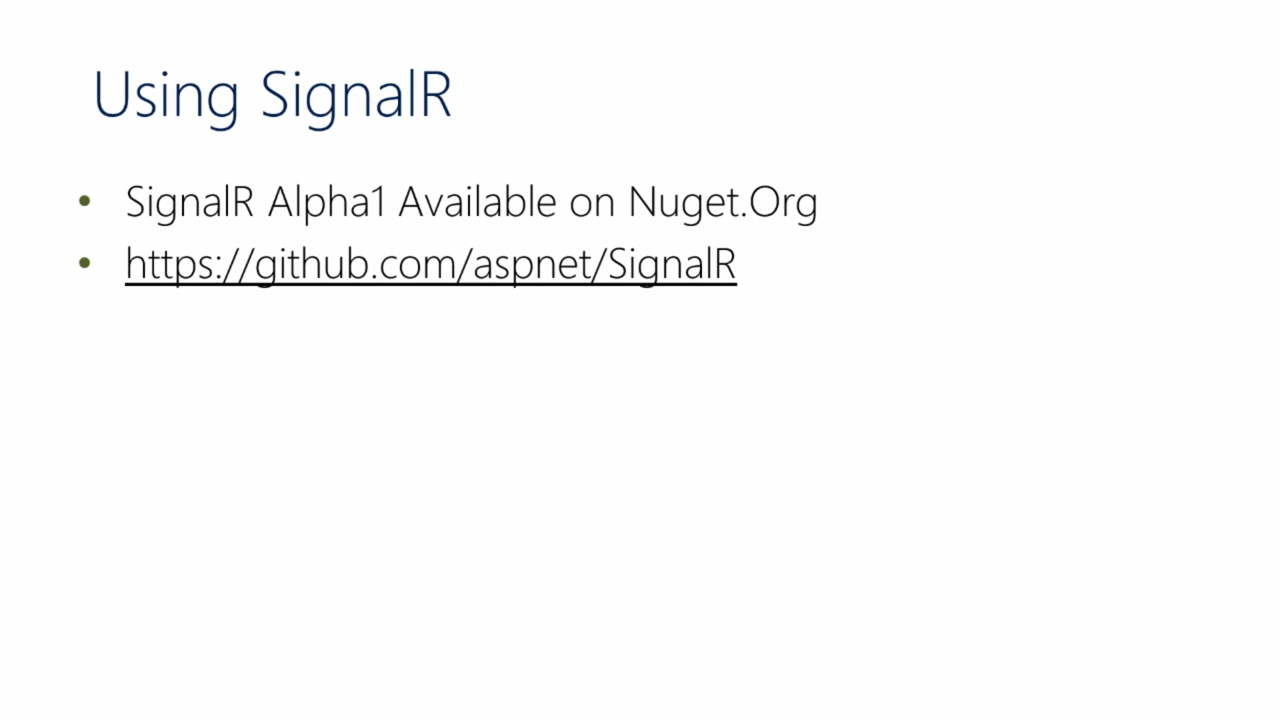 Using SignalR
• SignalR Alpha1 Available on Nuget.Org
• https://github.com/aspnet/SignalR